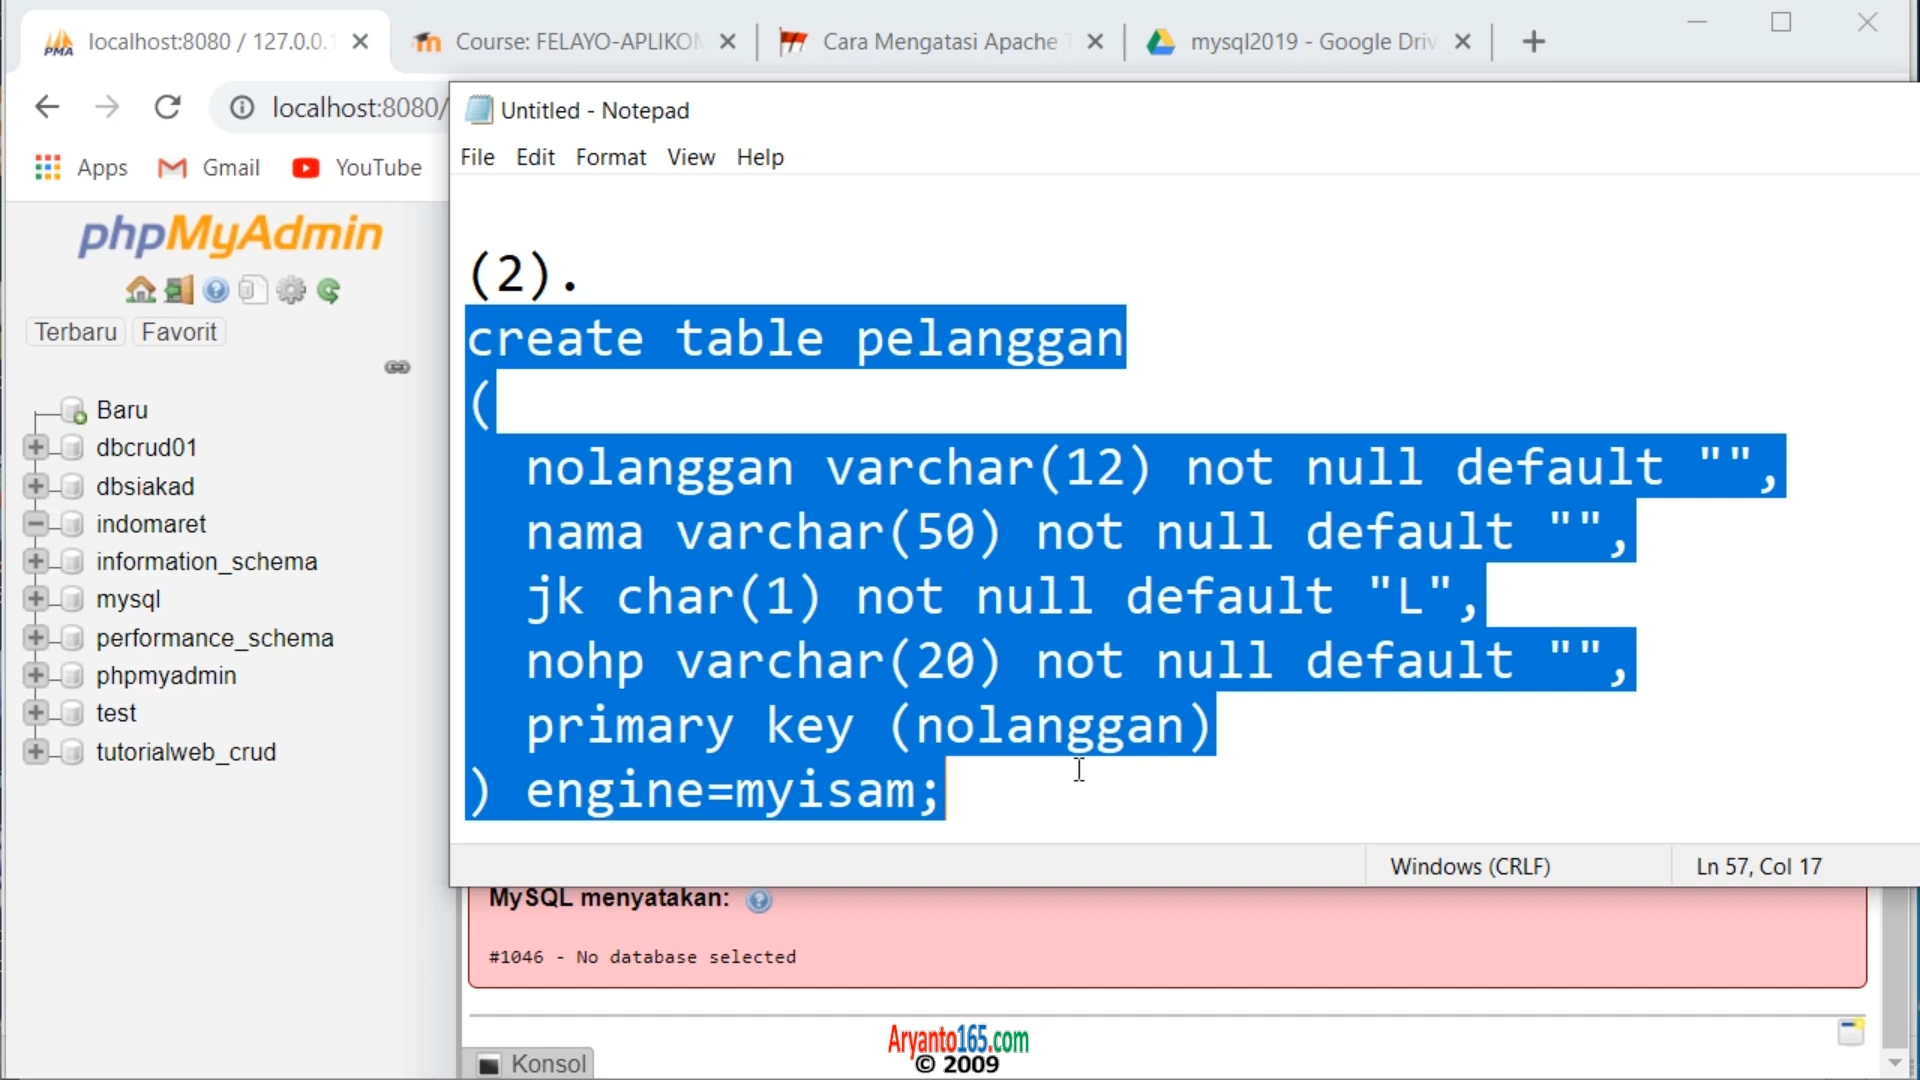 localhost:8080 / 127.0.0.1
Course: FELAYO-APLIKOM
Cara Mengatasi Apache T
mysql2019 - Google Driv
localhost:8080/
Apps
Gmail
YouTube
Untitled - Notepad
File Edit Format View Help
phpMyAdmin
Terbaru
Favorit
Baru
dbcrud01
dbsiakad
indomaret
information_schema
mysql
performance_schema
phpmyadmin
test
tutorialweb_crud
(2).
create table pelanggan
(
nolanggan varchar(12) not null default "",
nama varchar(50) not null default "",
jk char(1) not null default "L",
nohp varchar(20) not null default "",
primary key (nolanggan)
) engine=myisam;
Windows (CRLF)
Ln 57, Col 17
MySQL menyatakan:
#1046 - No database selected
Konsol
Aryanto165.com
© 2009